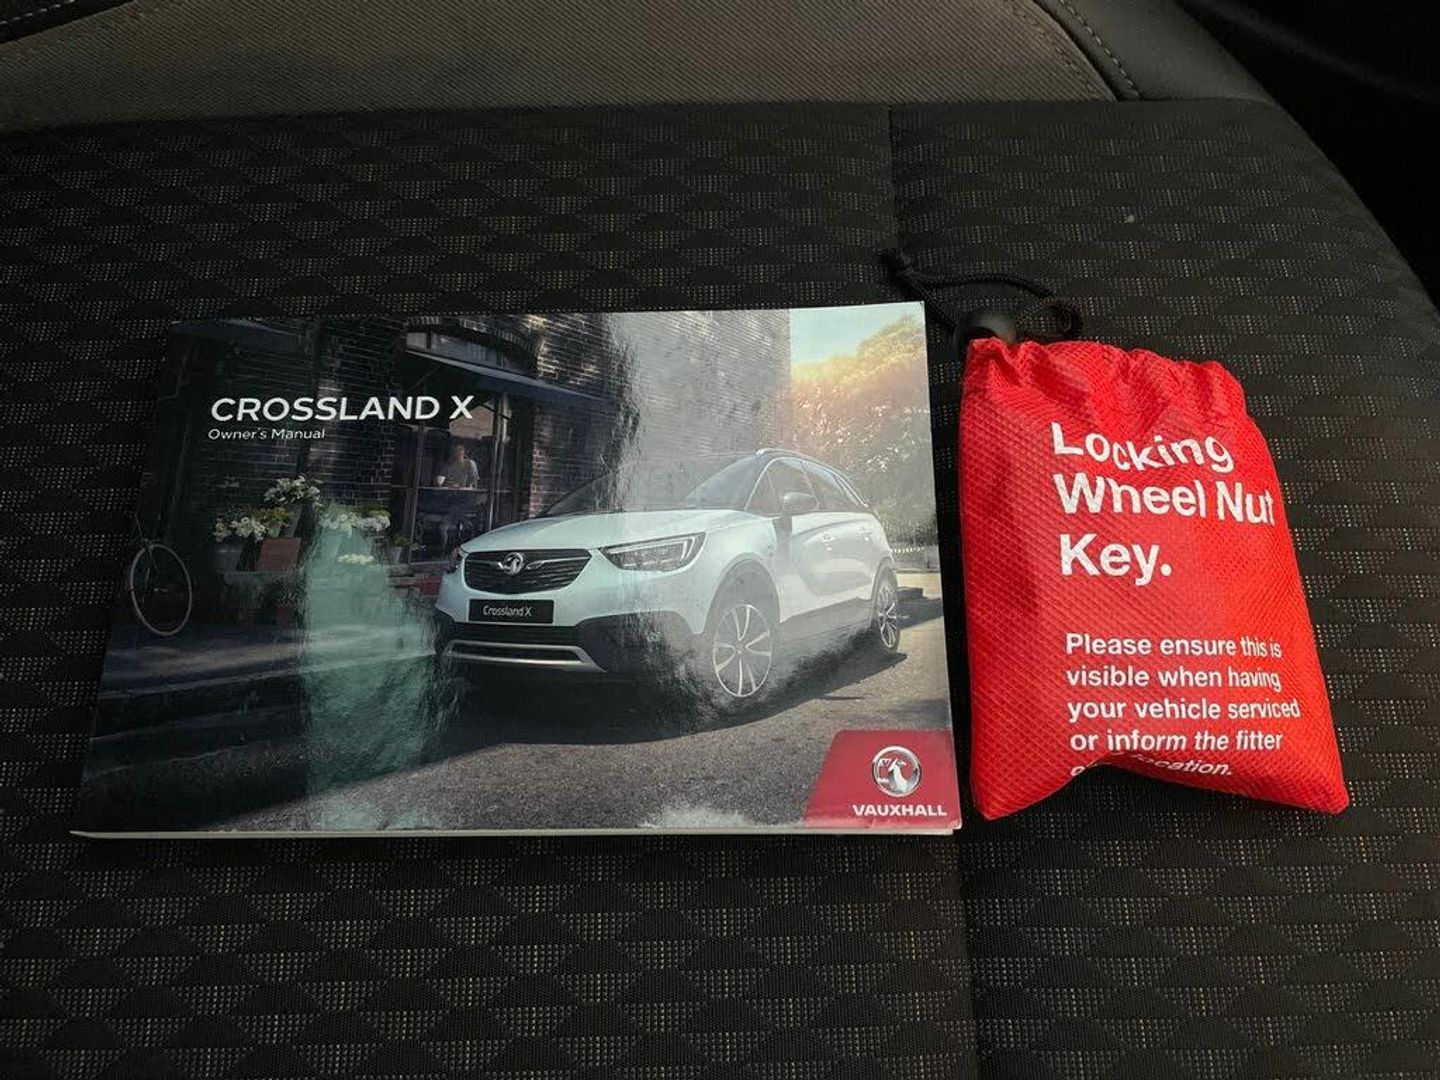 CROSSLAND X
Owner's Manual
Crossland X
VAUXHALL
Locking
Wheel Nut
Key.
Please ensure this is
visible when having
your vehicle serviced
or inform the fitter
location.